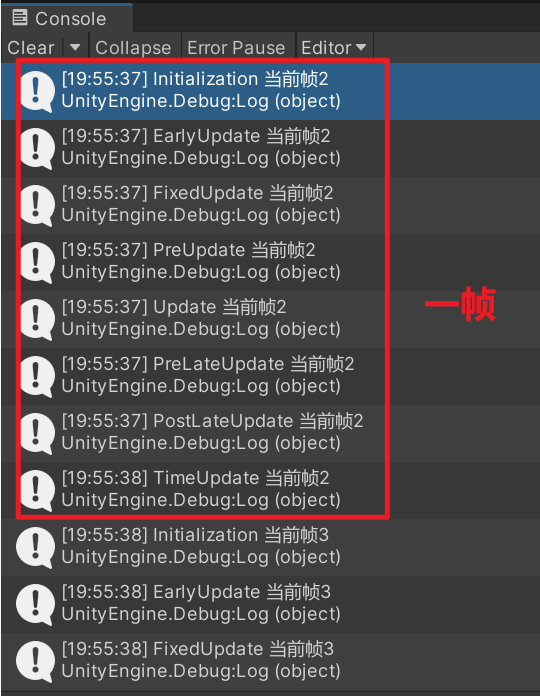 Console
Clear Collapse Error Pause Editor
[19:55:37] Initialization 当前帧2
UnityEngine.Debug:Log (object)
[19:55:37] EarlyUpdate 当前帧2
UnityEngine.Debug:Log (object)
[19:55:37] FixedUpdate 当前帧2
UnityEngine.Debug:Log (object)
[19:55:37] PreUpdate 当前帧2
UnityEngine.Debug:Log (object)
[19:55:37] Update 当前帧2
UnityEngine.Debug:Log (object)
一帧
[19:55:37] PreLateUpdate 当前帧2
UnityEngine.Debug:Log (object)
[19:55:37] PostLateUpdate 当前帧2
UnityEngine.Debug:Log (object)
[19:55:38] TimeUpdate 当前帧2
UnityEngine.Debug:Log (object)
[19:55:38] Initialization 当前帧3
UnityEngine.Debug:Log (object)
[19:55:38] EarlyUpdate 当前帧3
UnityEngine.Debug:Log (object)
[19:55:38] FixedUpdate 当前帧3
UnityEngine.Debug:Log (object)